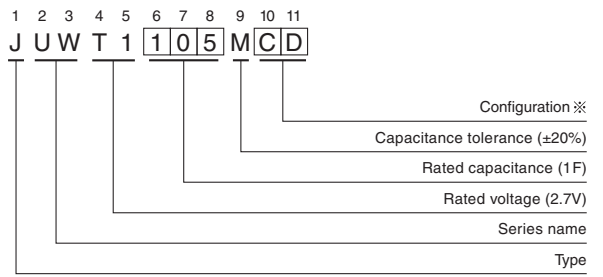 1 2 3 4 5 6 7 8 9 10 11
J U W T 1 1 0 5 M C D
Configuration ※
Capacitance tolerance (±20%)
Rated capacitance (1F)
Rated voltage (2.7V)
Series name
Type